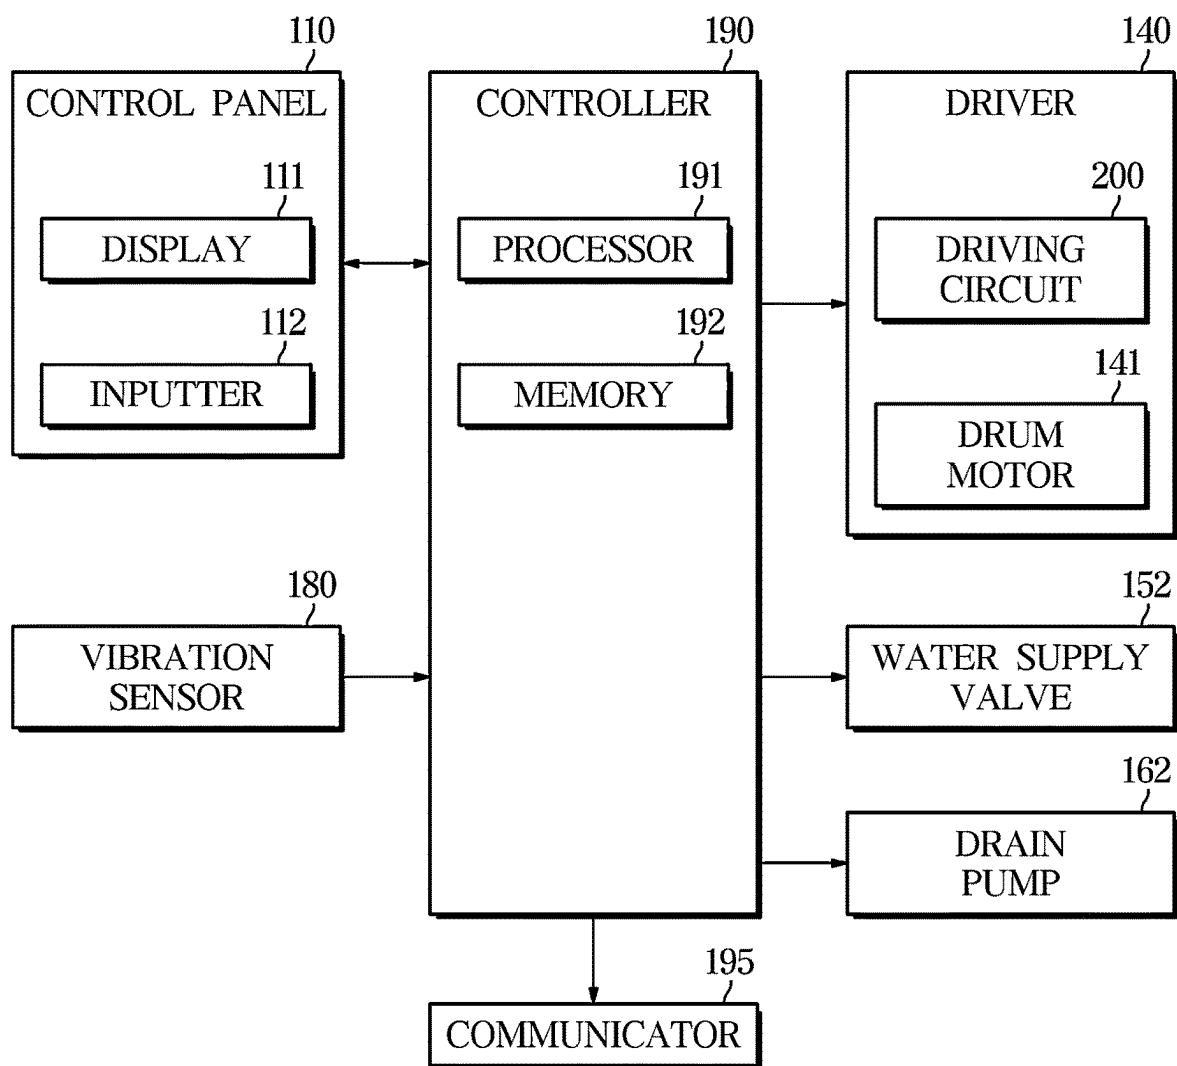 110
CONTROL PANEL
111
DISPLAY
112
INPUTTER
180
VIBRATION
SENSOR
190
CONTROLLER
191
PROCESSOR
192
MEMORY
195
COMMUNICATOR
140
DRIVER
200
DRIVING
CIRCUIT
141
DRUM
MOTOR
152
WATER SUPPLY
VALVE
162
DRAIN
PUMP